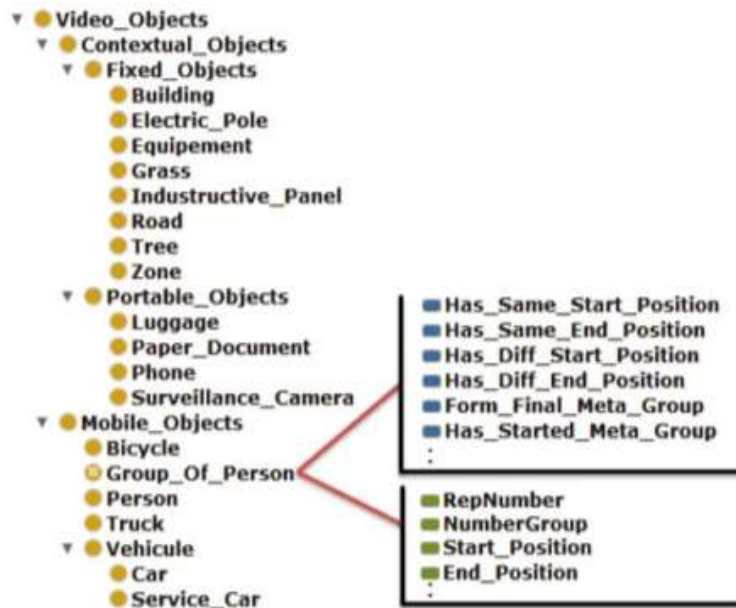 Video_Objects
Contextual_Objects
Fixed_Objects
Building
Electric_Pole
Equipement
Grass
Industructive_Panel
Road
Tree
Zone
Portable_Objects
Luggage
Paper_Document
Phone
Surveillance_Camera
Mobile_Objects
Bicycle
Group_Of_Person
Person
Truck
Vehicule
Car
Service_Car
Has_Same_Start_Position
Has_Same_End_Position
Has_Diff_Start_Position
Has_Diff_End_Position
Form_Final_Meta_Group
Has_Started_Meta_Group
:
RepNumber
NumberGroup
Start_Position
End_Position
: